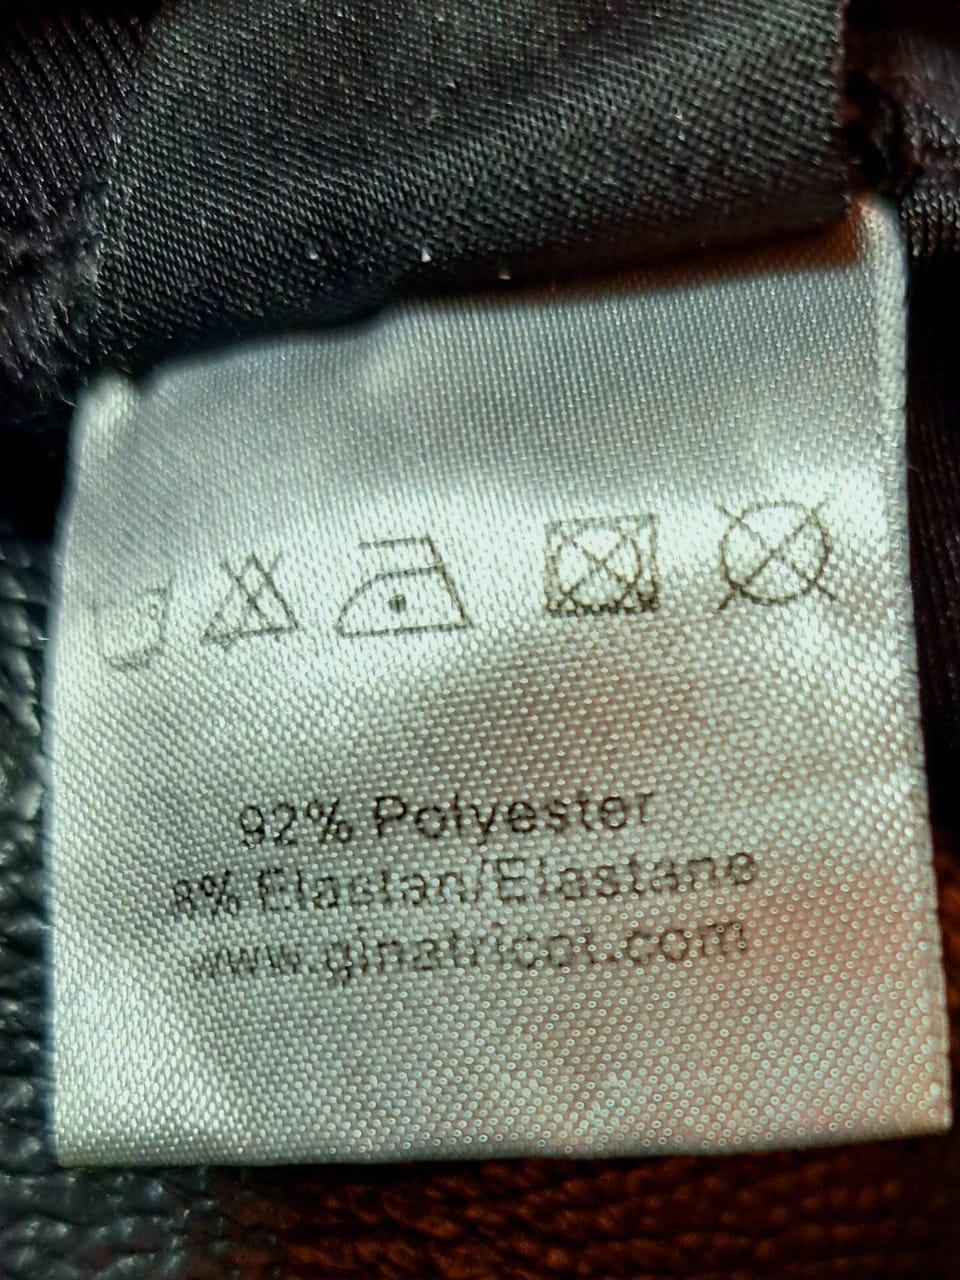 92% Polyester
8% Elastan/Elastane
www.ginatricot.com